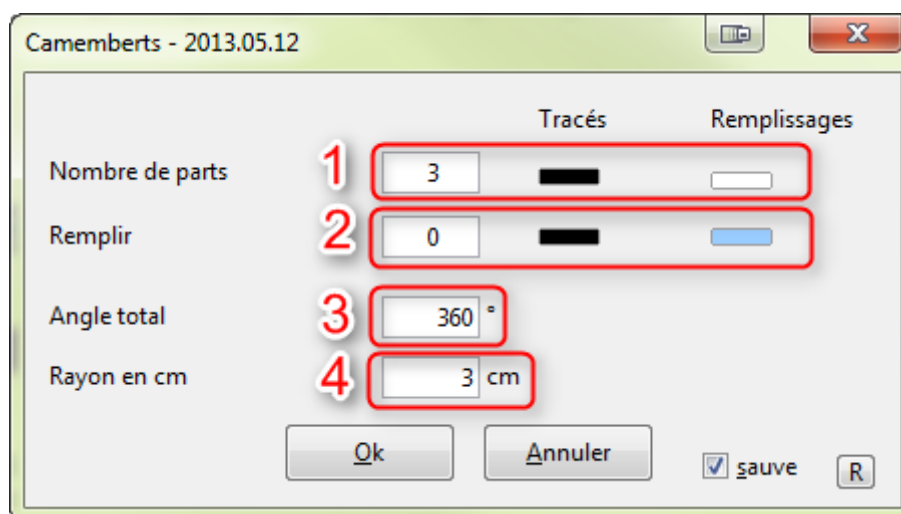 Camemberts - 2013.05.12
Tracés Remplissages
Nombre de parts 1 3
Remplir 2 0
Angle total 3 360 °
Rayon en cm 4 3 cm
Ok Annuler sauve R